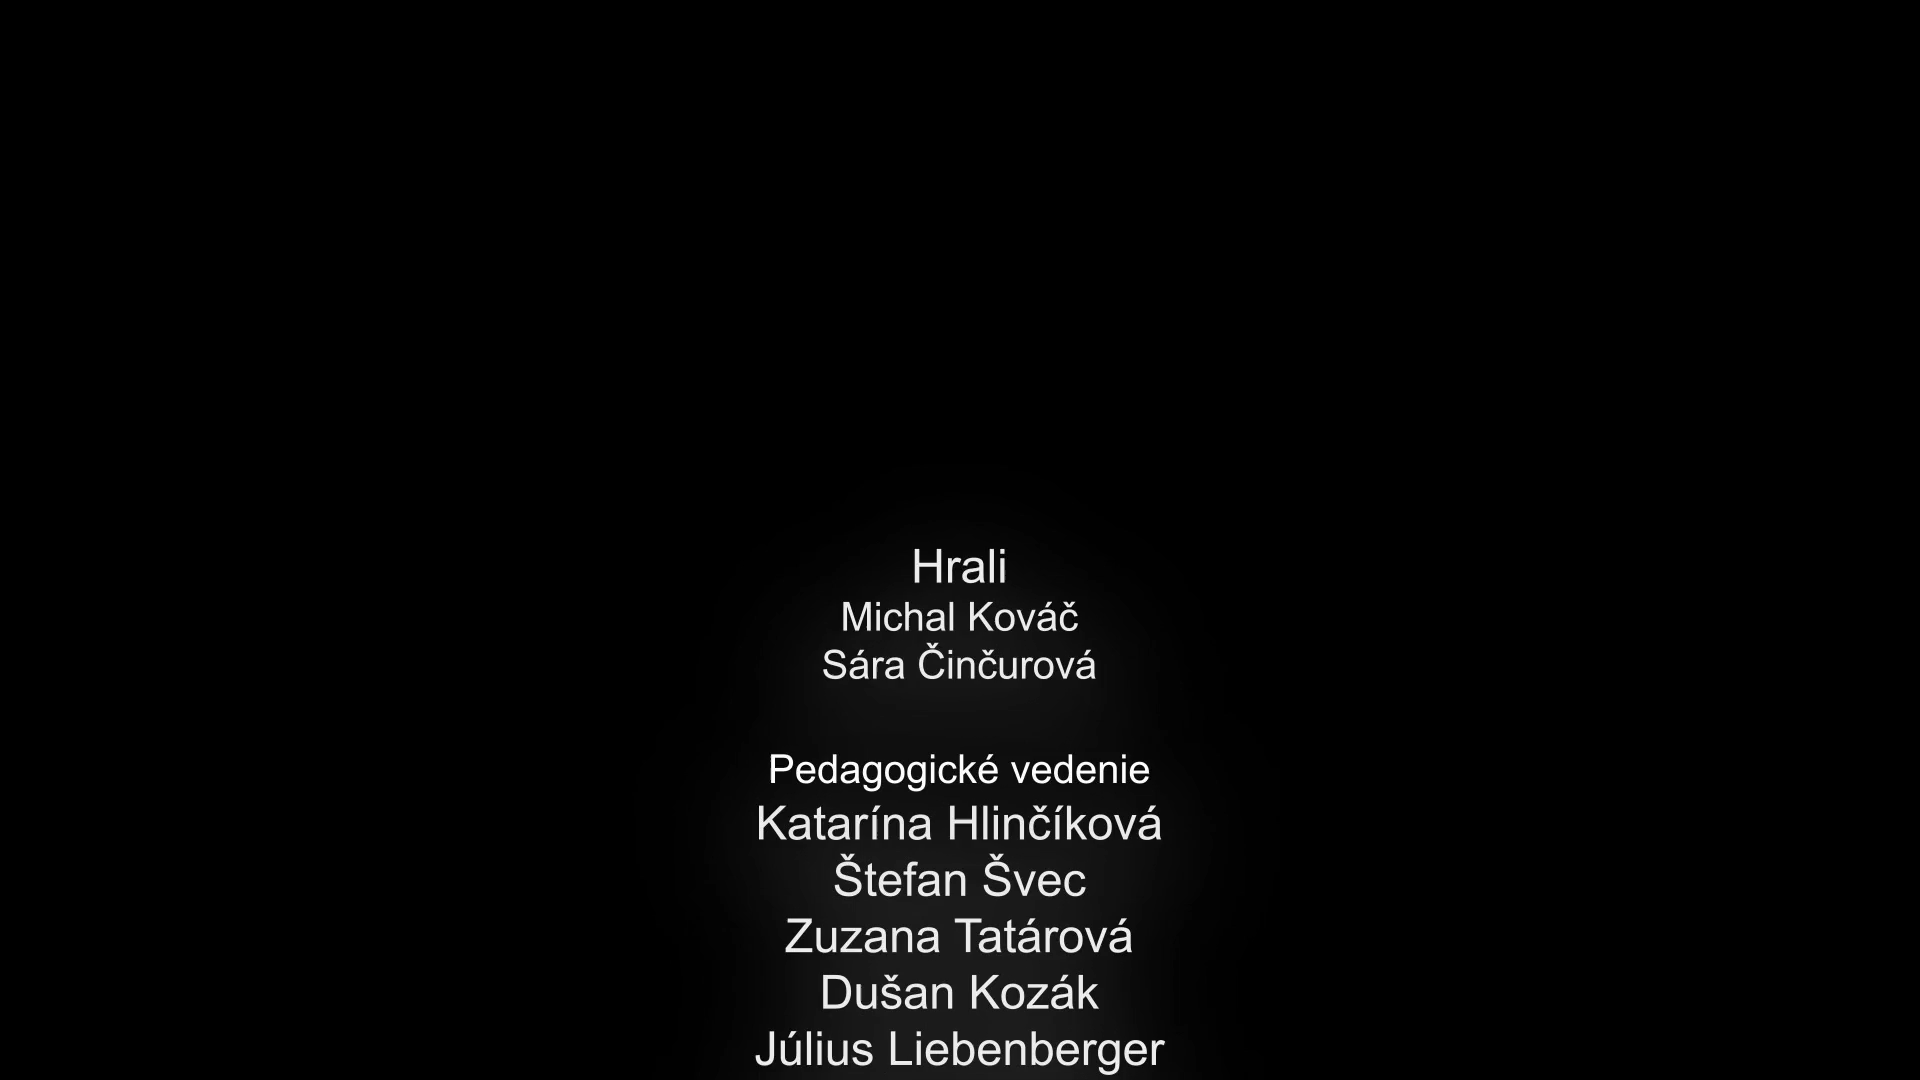 Hrali
Michal Kováč
Sára Činčurová
Pedagogické vedenie
Katarína Hlinčíková
Štefan Švec
Zuzana Tatárová
Dušan Kozák
Július Liebenberger